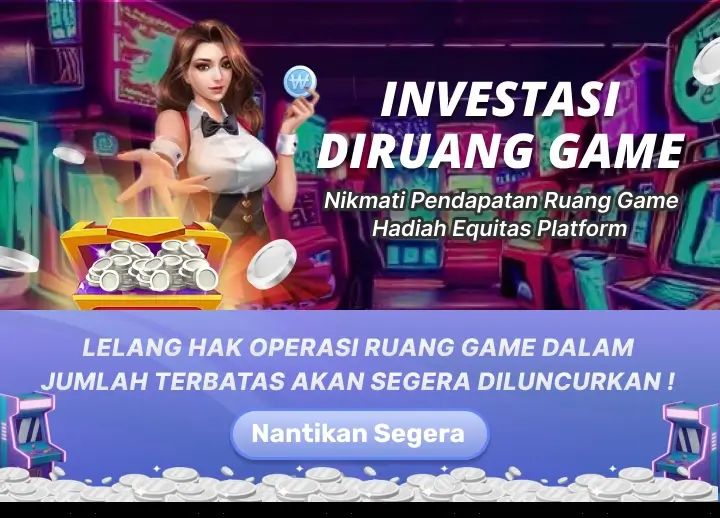 INVESTASI
DIRUANG GAME
Nikmati Pendapatan Ruang Game
Hadiah Equitas Platform
LELANG HAK OPERASI RUANG GAME DALAM
JUMLAH TERBATAS AKAN SEGERA DILUNCURKAN !
Nantikan Segera